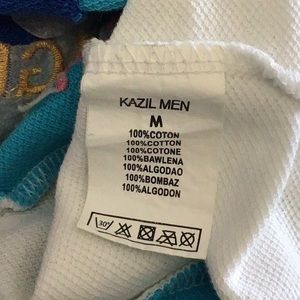 KAZIL MEN
M
100%COTON
100%COTTON
100%COTONE
100%BAWLENA
100%ALGODAO
100%BOMBAZ
100%ALGODON
30°